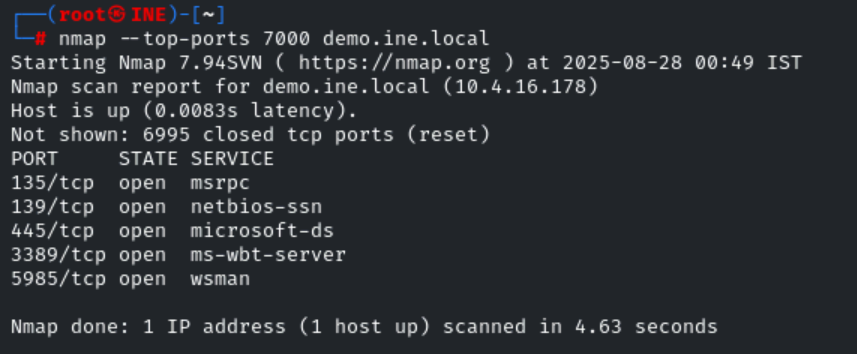 ┌──(root㉿INE)-[~]
└─# nmap --top-ports 7000 demo.ine.local
Starting Nmap 7.94SVN ( https://nmap.org ) at 2025-08-28 00:49 IST
Nmap scan report for demo.ine.local (10.4.16.178)
Host is up (0.0083s latency).
Not shown: 6995 closed tcp ports (reset)
PORT     STATE SERVICE
135/tcp  open  msrpc
139/tcp  open  netbios-ssn
445/tcp  open  microsoft-ds
3389/tcp open  ms-wbt-server
5985/tcp open  wsman
Nmap done: 1 IP address (1 host up) scanned in 4.63 seconds